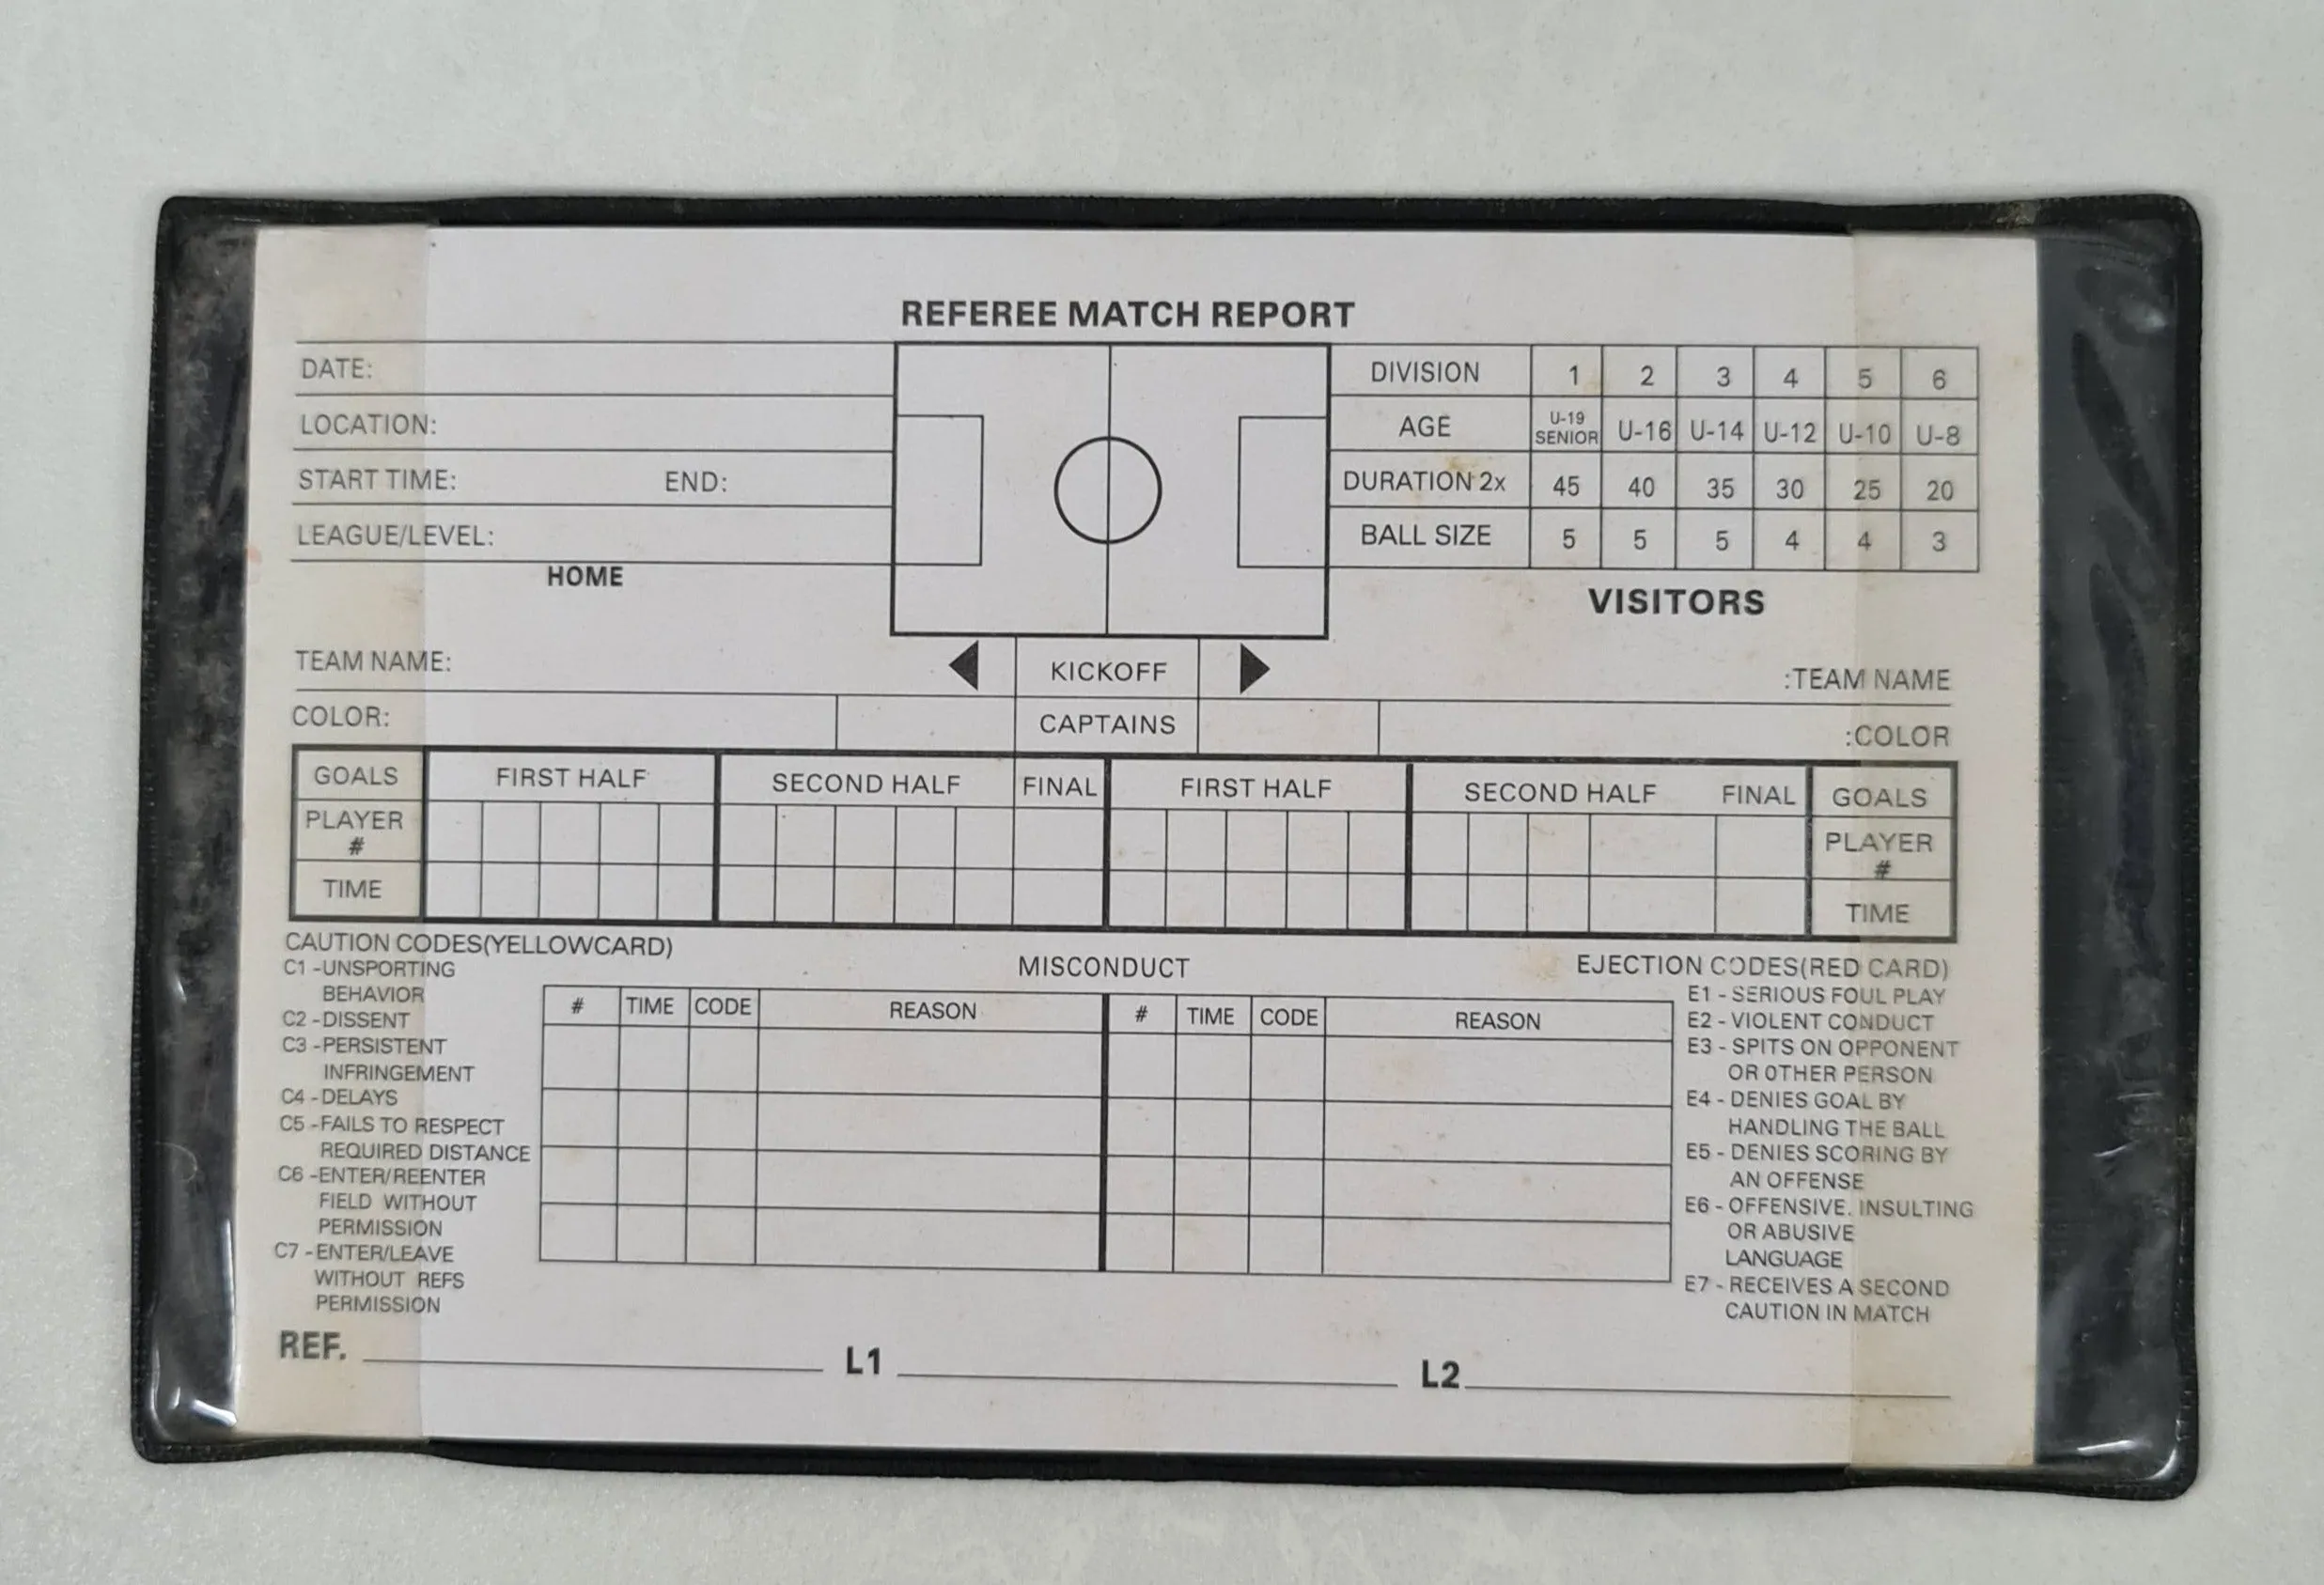 REFEREE MATCH REPORT
DATE:
LOCATION:
START TIME: END:
LEAGUE/LEVEL:
DIVISION 1 2 3 4 5 6
AGE U-19 SENIOR U-16 U-14 U-12 U-10 U-8
DURATION 2x 45 40 35 30 25 20
BALL SIZE 5 5 5 4 4 3
HOME
VISITORS
TEAM NAME:
KICKOFF
:TEAM NAME
COLOR:
CAPTAINS
:COLOR
GOALS FIRST HALF SECOND HALF FINAL FIRST HALF SECOND HALF FINAL GOALS
PLAYER
#
PLAYER
#
TIME
TIME
CAUTION CODES(YELLOWCARD)
C1 -UNSPORTING
BEHAVIOR
C2 -DISSENT
C3 -PERSISTENT
INFRINGEMENT
C4 -DELAYS
C5 -FAILS TO RESPECT
REQUIRED DISTANCE
C6 -ENTER/REENTER
FIELD WITHOUT
PERMISSION
C7 -ENTER/LEAVE
WITHOUT REFS
PERMISSION
MISCONDUCT
# TIME CODE REASON # TIME CODE REASON
EJECTION CODES(RED CARD)
E1 - SERIOUS FOUL PLAY
E2 - VIOLENT CONDUCT
E3 - SPITS ON OPPONENT
OR OTHER PERSON
E4 - DENIES GOAL BY
HANDLING THE BALL
E5 - DENIES SCORING BY
AN OFFENSE
E6 - OFFENSIVE. INSULTING
OR ABUSIVE
LANGUAGE
E7 - RECEIVES A SECOND
CAUTION IN MATCH
REF. L1 L2